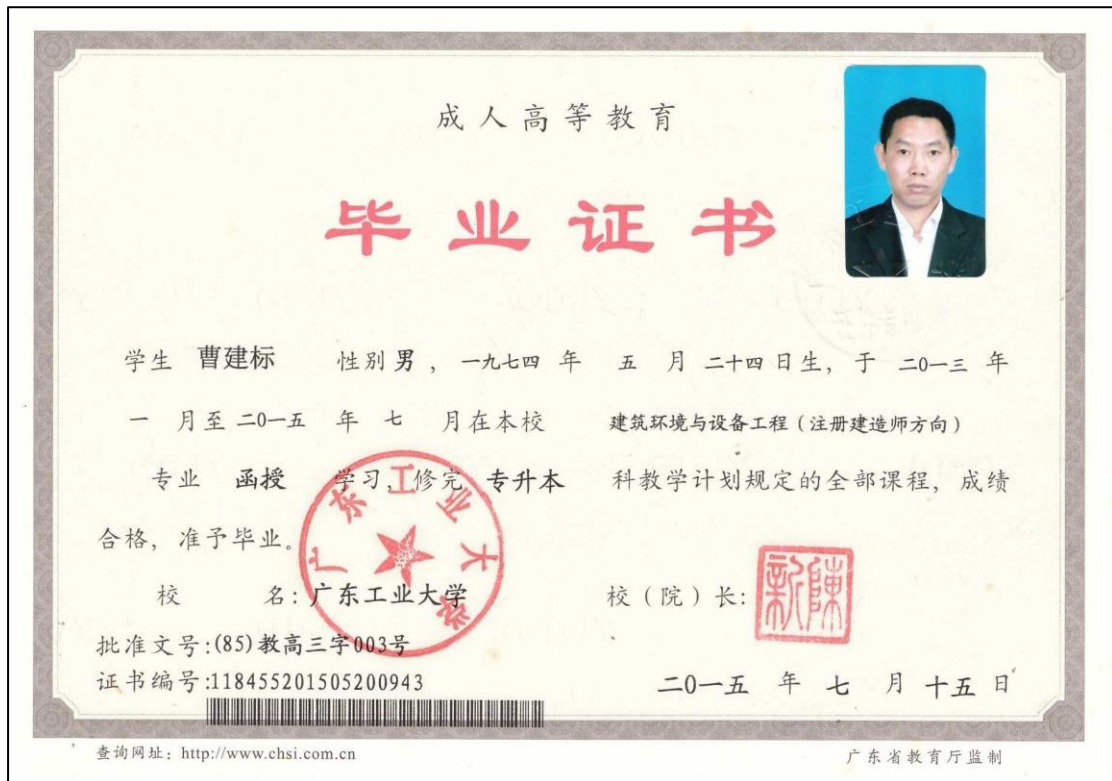 成人高等教育
毕业证书
学生 曹建标 性别 男 ，一九七四 年 五 月 二十四 日生，于 二0一三 年
一 月至 二0一五 年 七 月在本校 建筑环境与设备工程（注册建造师方向）
专业 函授 学习，修完 专升本 科教学计划规定的全部课程，成绩
合格，准予毕业。
广东工业大学
校 名：广东工业大学 校（院）长：
陈新
批准文号：(85)教高三字003号
证书编号：118455201505200943 二0一五 年 七 月 十五 日
查询网址：http://www.chsi.com.cn 广东省教育厅监制